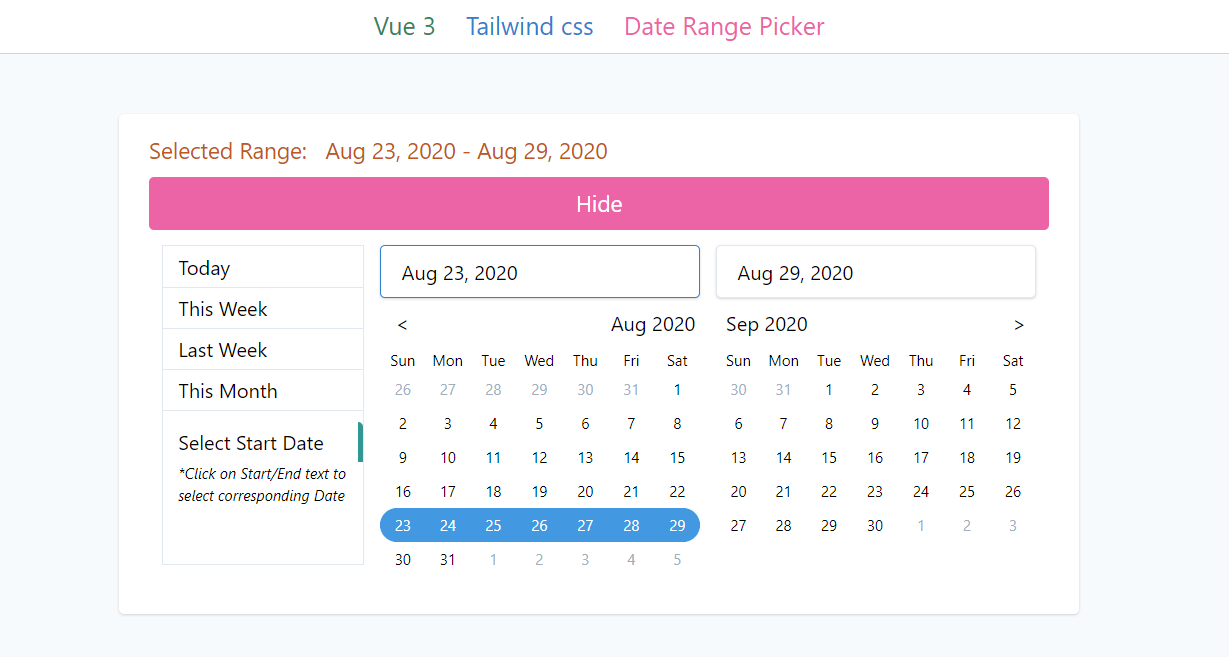 Vue 3 Tailwind css Date Range Picker
Selected Range: Aug 23, 2020 - Aug 29, 2020
Hide
Today
This Week
Last Week
This Month
Select Start Date
*Click on Start/End text to
select corresponding Date
Aug 23, 2020
Aug 29, 2020
< Aug 2020
Sun Mon Tue Wed Thu Fri Sat
26 27 28 29 30 31 1
2 3 4 5 6 7 8
9 10 11 12 13 14 15
16 17 18 19 20 21 22
23 24 25 26 27 28 29
30 31 1 2 3 4 5
Sep 2020 >
Sun Mon Tue Wed Thu Fri Sat
30 31 1 2 3 4 5
6 7 8 9 10 11 12
13 14 15 16 17 18 19
20 21 22 23 24 25 26
27 28 29 30 1 2 3